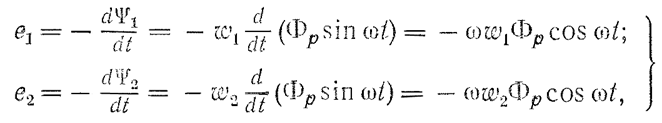 e₁ = − dΨ₁/dt = − w₁ d/dt (Φₚ sin ωt) = − ωw₁Φₚ cos ωt;
e₂ = − dΨ₂/dt = − w₂ d/dt (Φₚ sin ωt) = − ωw₂Φₚ cos ωt,